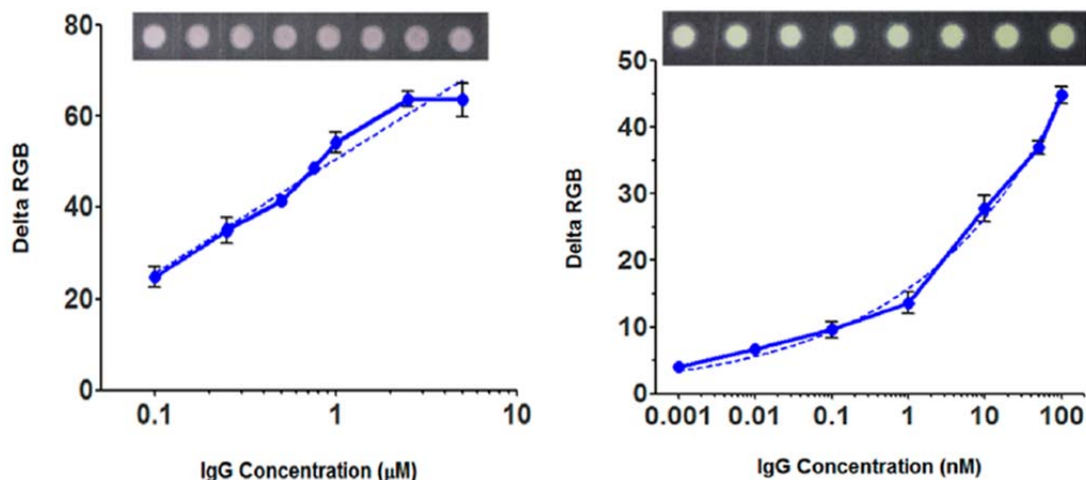 80
60
40
20
0
Delta RGB
0.1 1 10
IgG Concentration (μM)
50
40
30
20
10
0
Delta RGB
0.001 0.01 0.1 1 10 100
IgG Concentration (nM)